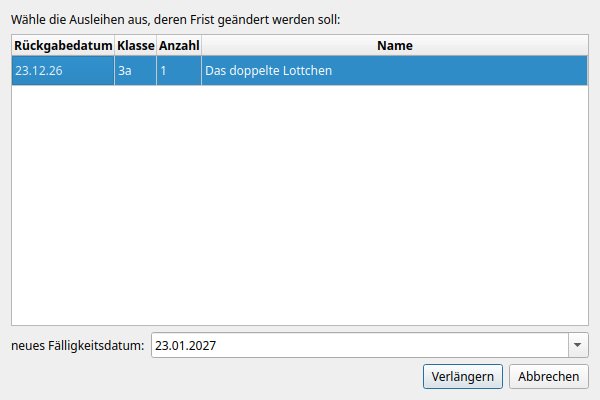 Wähle die Ausleihen aus, deren Frist geändert werden soll:
Rückgabedatum Klasse Anzahl Name
23.12.26 3a 1 Das doppelte Lottchen
neues Fälligkeitsdatum: 23.01.2027
Verlängern Abbrechen